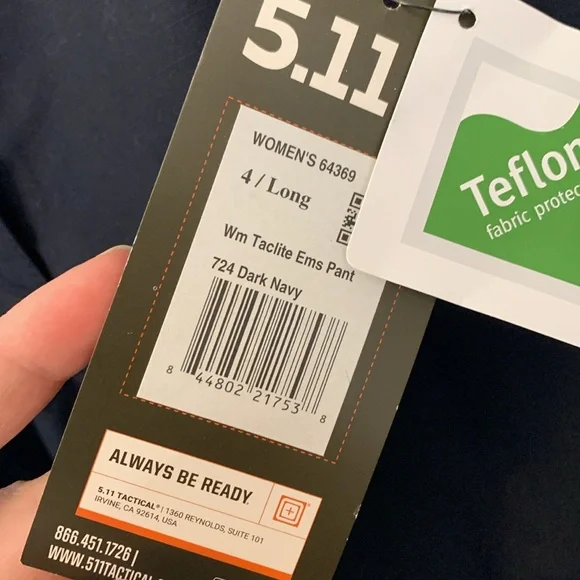 5.11
WOMEN'S 64369
4 / Long
Wm Taclite Ems Pant
724 Dark Navy
8 44802 21753 8
ALWAYS BE READY.
5.11 TACTICAL® | 1360 REYNOLDS, SUITE 101
IRVINE, CA 92614, USA
866.451.1726 |
WWW.511TACTICAL.
Teflon
fabric protec